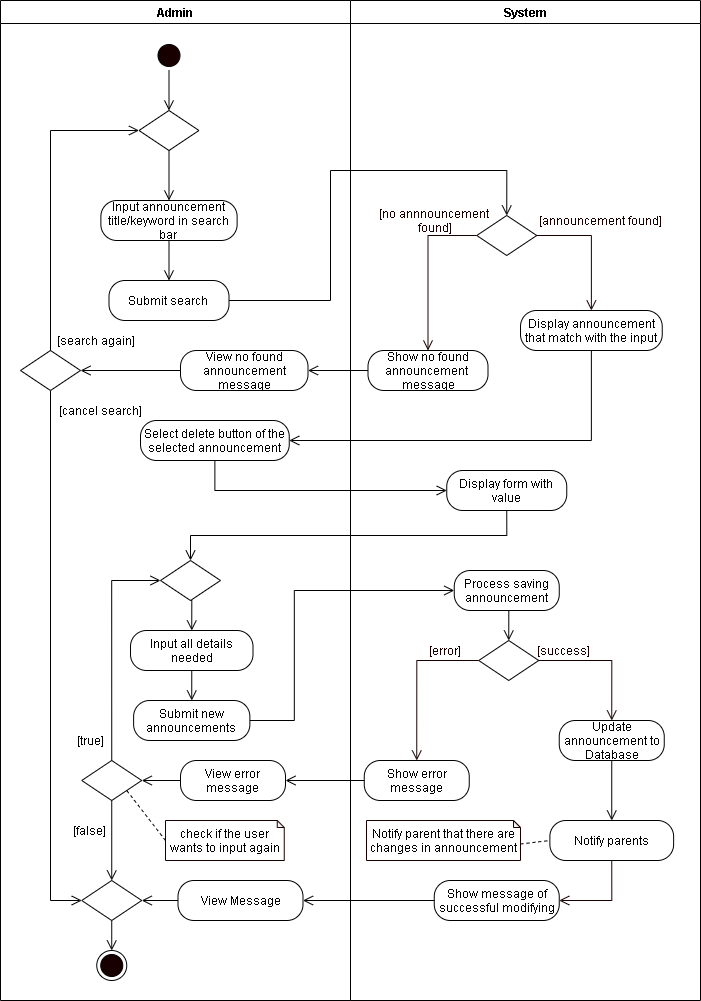 Admin
System
Input announcement
title/keyword in search
bar
[no annnouncement
found]
[announcement found]
Submit search
Display announcement
that match with the input
[search again]
View no found
announcement
message
Show no found
announcement
message
[cancel search]
Select delete button of the
selected announcement
Display form with
value
Process saving
announcement
Input all details
needed
[error]
[success]
Submit new
announcements
Update
announcement to
Database
[true]
View error
message
Show error
message
[false]
check if the user
wants to input again
Notify parent that there are
changes in announcement
Notify parents
View Message
Show message of
successful modifying